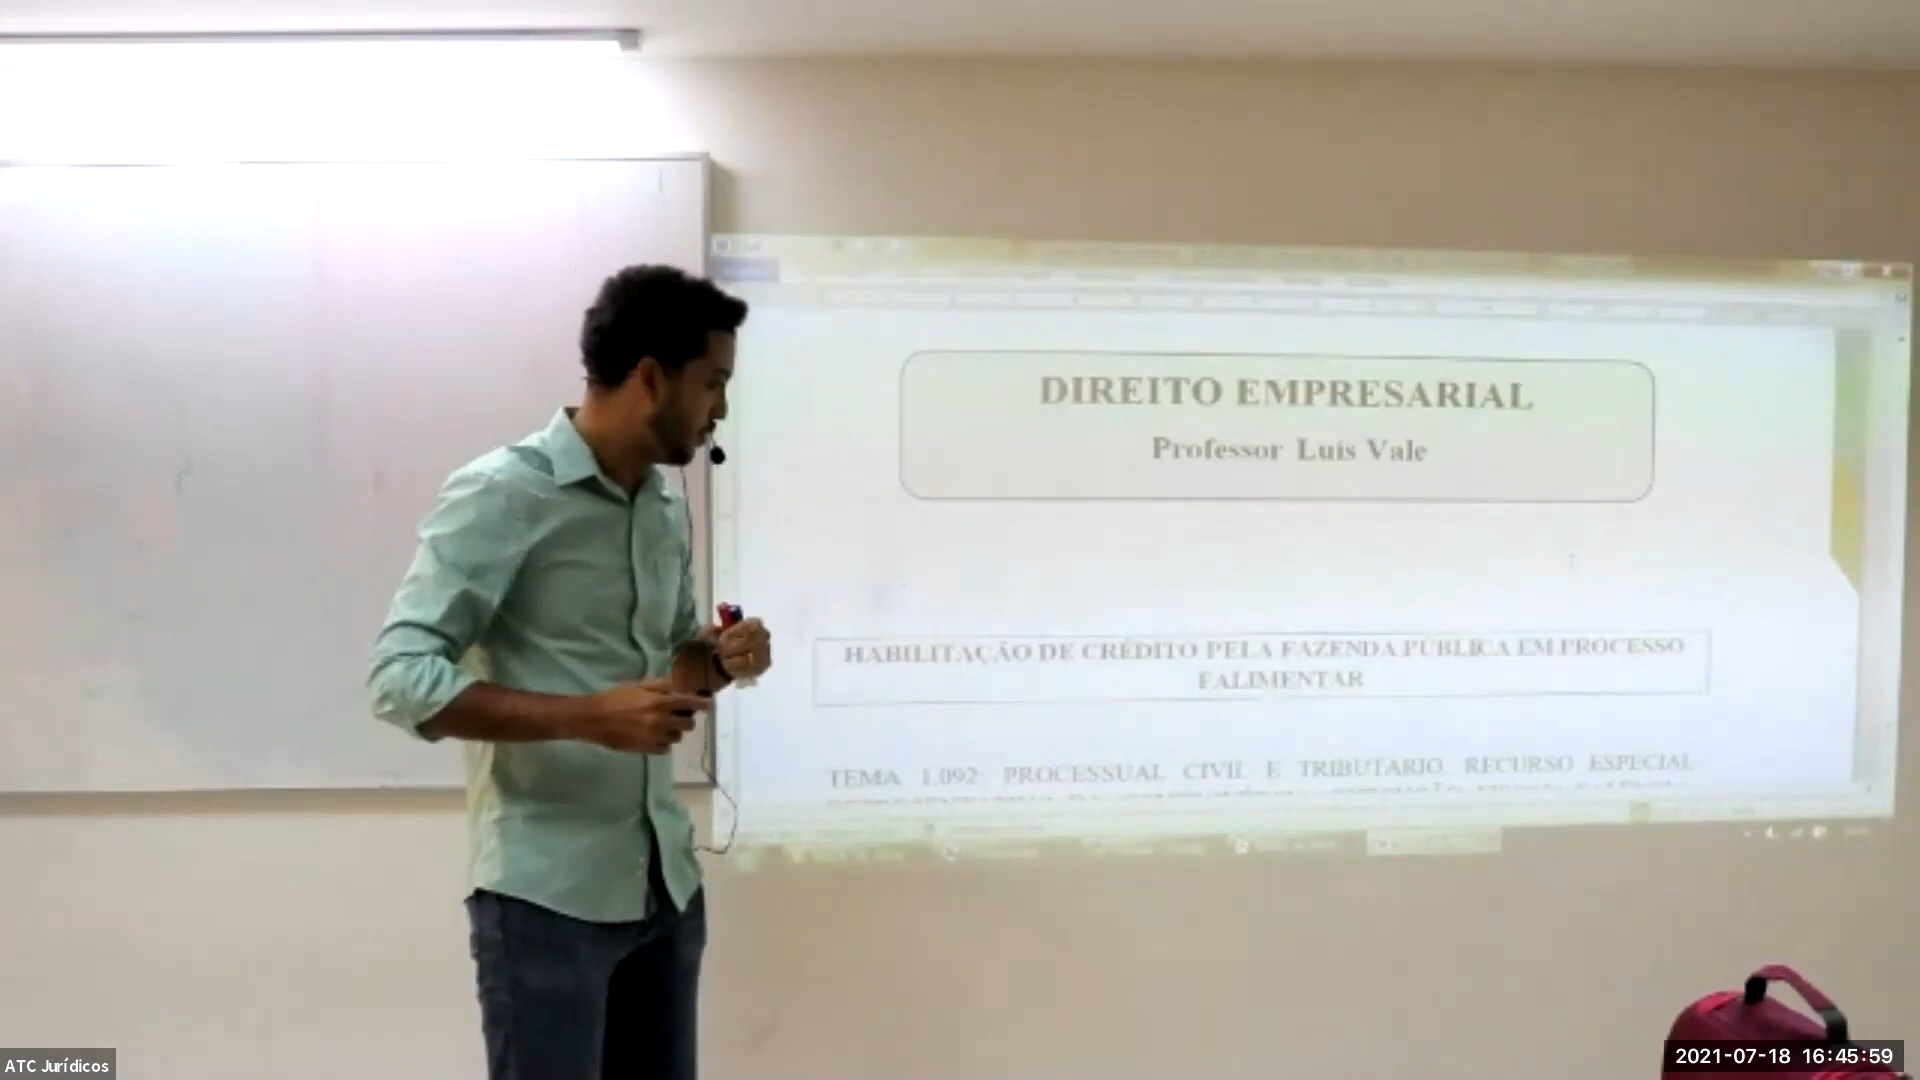 DIREITO EMPRESARIAL
Professor Luis Vale
HABILITAÇÃO DE CRÉDITO PELA FAZENDA PÚBLICA EM PROCESSO
FALIMENTAR
TEMA 1.092: PROCESSUAL CIVIL E TRIBUTÁRIO. RECURSO ESPECIAL
ATC Jurídicos
2021-07-18 16:45:59